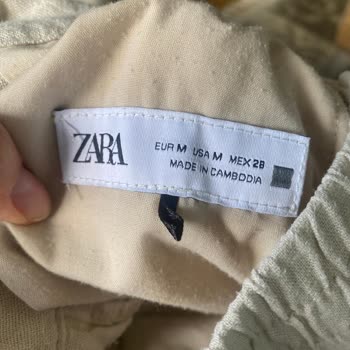 ZARA
EUR M USA M MEX 28
MADE IN CAMBODIA